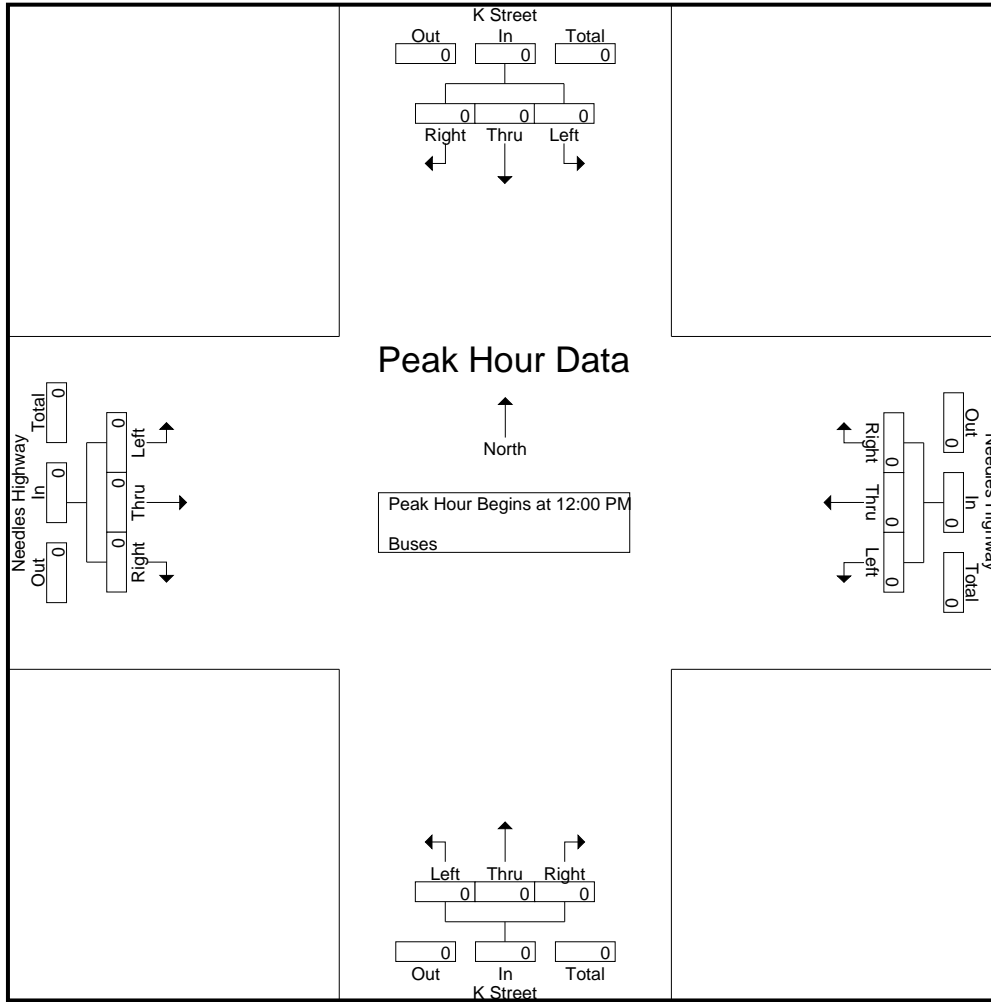 K Street
Out In Total
0 0 0
0 0 0
Right Thru Left
Peak Hour Data
North
Peak Hour Begins at 12:00 PM
Buses
Needles Highway
Total In Out
0 0 0
0 0 0
Left Thru Right
Needles Highway
Out In Total
0 0 0
0 0 0
Right Thru Left
Left Thru Right
0 0 0
0 0 0
Out In Total
K Street